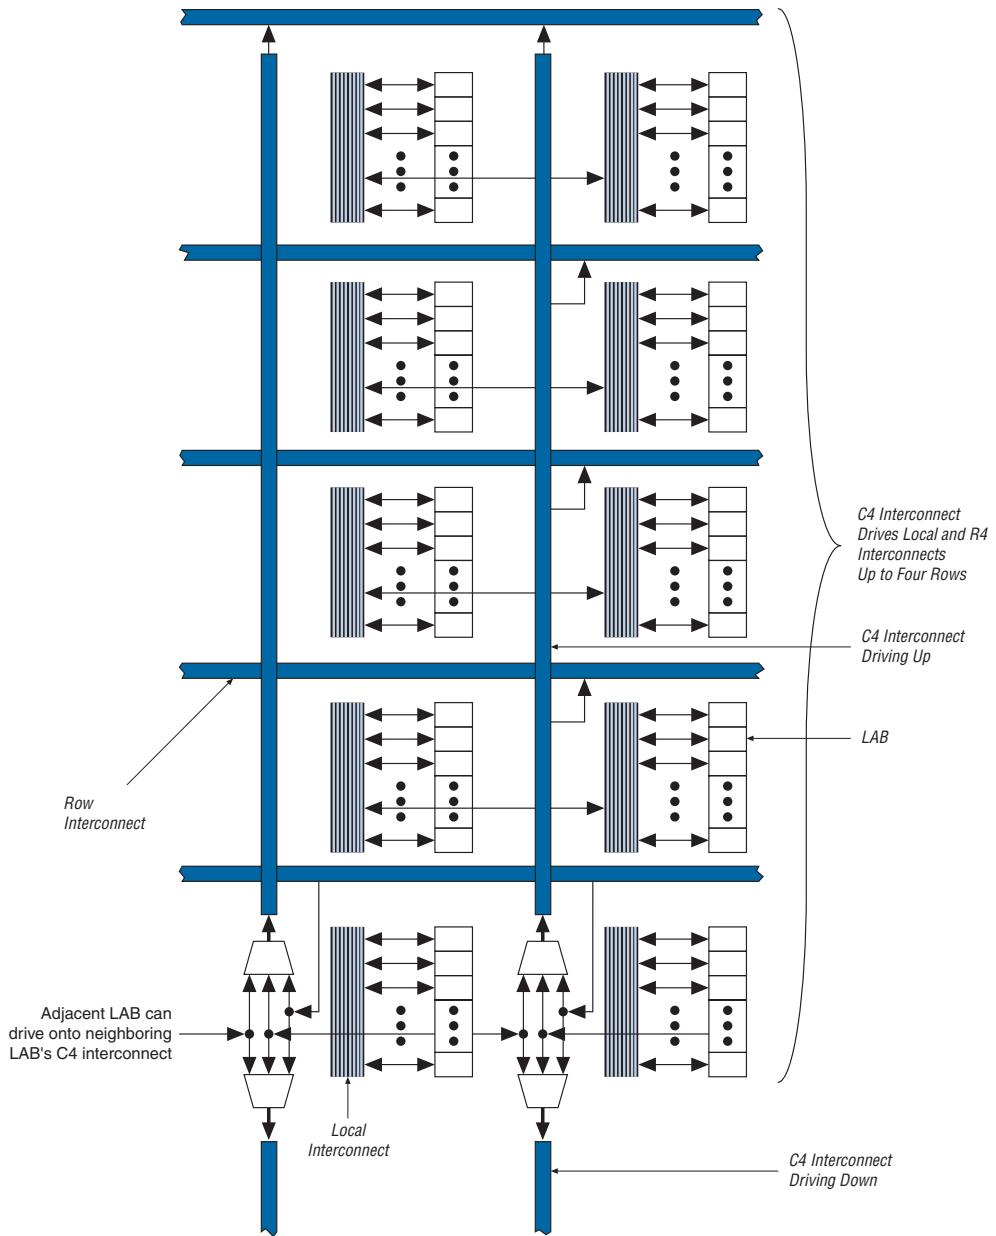 C4 Interconnect
Drives Local and R4
Interconnects
Up to Four Rows
C4 Interconnect
Driving Up
LAB
Row
Interconnect
Adjacent LAB can
drive onto neighboring
LAB's C4 interconnect
Local
Interconnect
C4 Interconnect
Driving Down